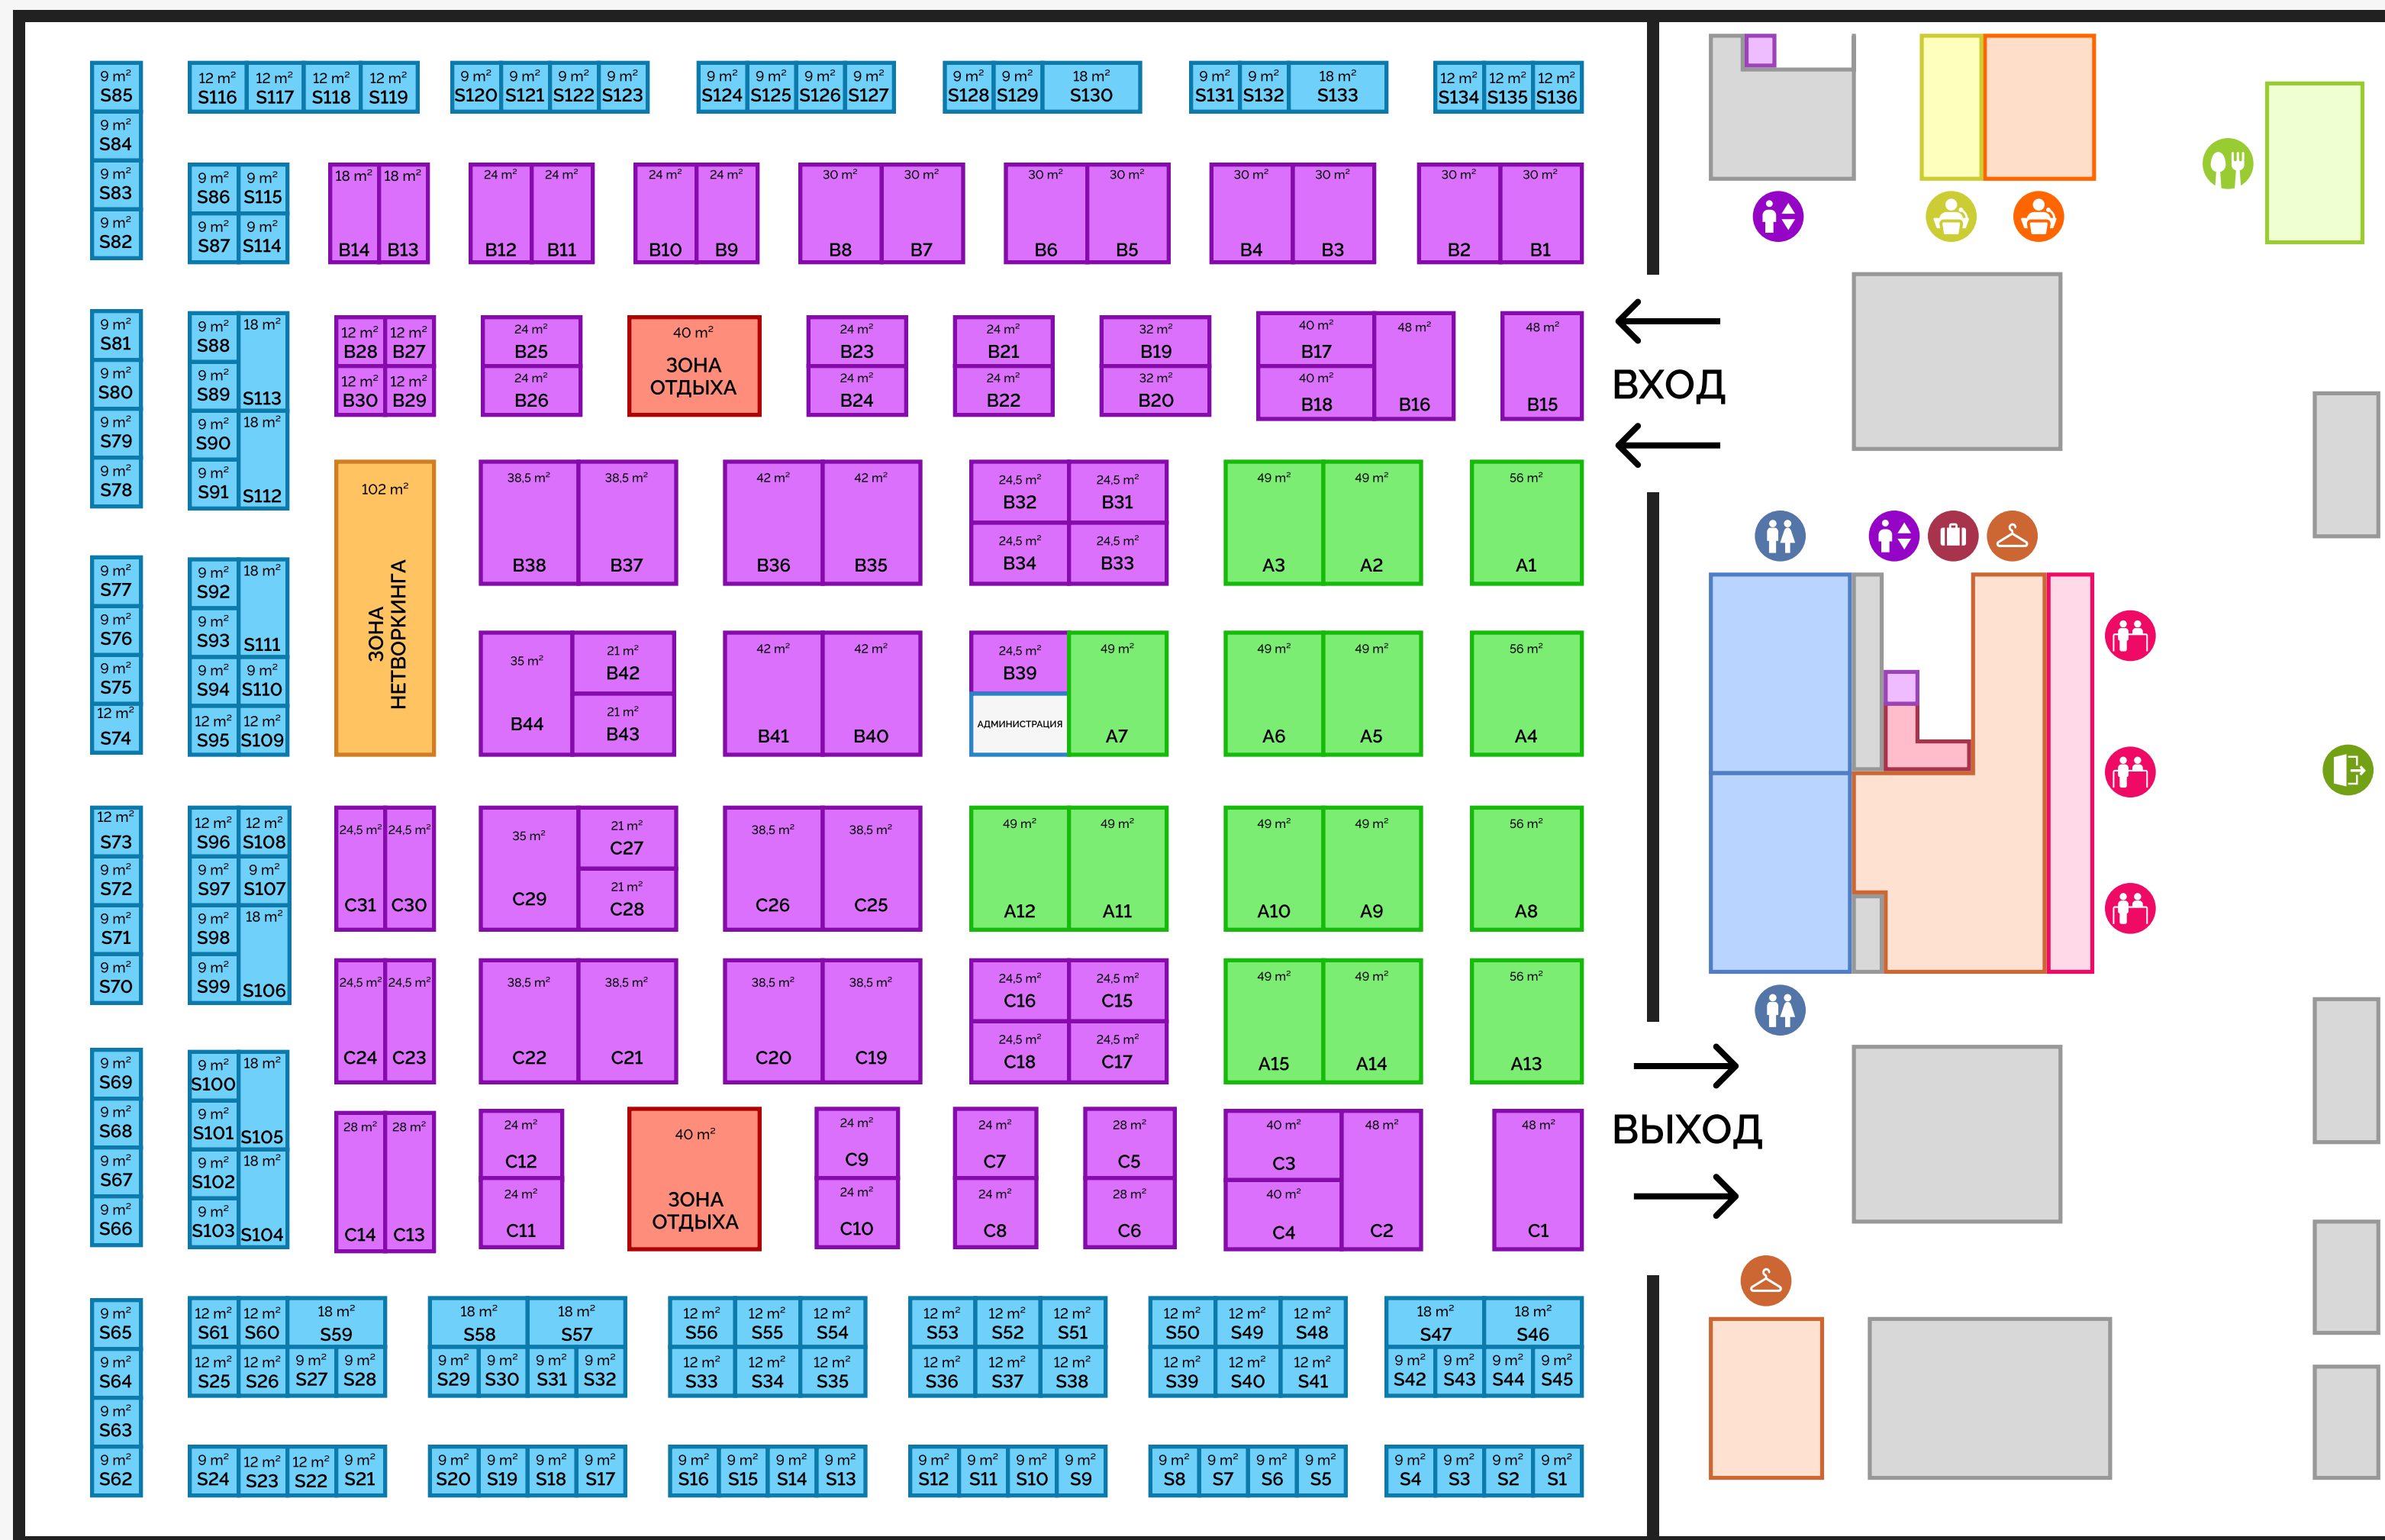 9 m² 12 m² 12 m² 12 m² 12 m² 9 m² 9 m² 9 m² 9 m² 9 m² 9 m² 9 m² 9 m² 9 m² 9 m² 18 m² 9 m² 9 m² 18 m² 12 m² 12 m² 12 m²
S85 S116 S117 S118 S119 S120 S121 S122 S123 S124 S125 S126 S127 S128 S129 S130 S131 S132 S133 S134 S135 S136
9 m²
S84
9 m² 9 m² 9 m² 18 m² 18 m² 24 m² 24 m² 24 m² 24 m² 30 m² 30 m² 30 m² 30 m² 30 m² 30 m² 30 m² 30 m²
S83 S86 S115
9 m² 9 m² 9 m²
S82 S87 S114 B14 B13 B12 B11 B10 B9 B8 B7 B6 B5 B4 B3 B2 B1
9 m² 9 m² 18 m² 12 m² 12 m² 24 m² 40 m² 24 m² 24 m² 32 m² 40 m² 48 m² 48 m²
S81 S88 B28 B27 B25 B23 B21 B19 B17
ЗОНА
ОТДЫХА
ВХОД
9 m² 9 m² 12 m² 12 m² 24 m² 24 m² 24 m² 32 m² 40 m²
S80 S89 S113 B30 B29 B26 B24 B22 B20 B18 B16 B15
9 m² 9 m² 18 m²
S79 S90
9 m² 9 m² 102 m² 38,5 m² 38,5 m² 42 m² 42 m² 24,5 m² 24,5 m² 49 m² 49 m² 56 m²
S78 S91 S112 B32 B31
24,5 m² 24,5 m²
B38 B37 B36 B35 B34 B33 A3 A2 A1
9 m² 9 m² 18 m²
S77 S92
ЗОНА
НЕТВОРКИНГА
9 m² 9 m² 35 m² 21 m² 42 m² 42 m² 24,5 m² 49 m² 49 m² 49 m² 56 m²
S76 S93 S111 B42 B39
9 m² 9 m² 9 m²
S75 S94 S110
12 m² 12 m² 12 m² 21 m²
S74 S95 S109 B44 B43 B41 B40 АДМИНИСТРАЦИЯ A7 A6 A5 A4
12 m² 12 m² 12 m² 24,5 m² 24,5 m² 35 m² 21 m² 38,5 m² 38,5 m² 49 m² 49 m² 49 m² 49 m² 56 m²
S73 S96 S108 C27
9 m² 9 m² 9 m² 21 m²
S72 S97 S107 C31 C30 C29 C28 C26 C25 A12 A11 A10 A9 A8
9 m² 9 m² 18 m²
S71 S98
9 m² 9 m² 24,5 m² 24,5 m² 38,5 m² 38,5 m² 38,5 m² 38,5 m² 24,5 m² 24,5 m² 49 m² 49 m² 56 m²
S70 S99 S106 C16 C15
9 m² 9 m² 18 m² 24,5 m² 24,5 m²
S69 S100 C24 C23 C22 C21 C20 C19 C18 C17 A15 A14 A13
9 m² 9 m² 28 m² 28 m² 24 m² 40 m² 24 m² 24 m² 28 m² 40 m² 48 m² 48 m²
S68 S101 S105 C12 C9 C7 C5 C3
ВЫХОД
9 m² 9 m² 18 m²
S67 S102
9 m² 9 m² 24 m² 24 m² 24 m² 28 m² 40 m²
ЗОНА
ОТДЫХА
S66 S103 S104 C14 C13 C11 C10 C8 C6 C4 C2 C1
9 m² 12 m² 12 m² 18 m² 18 m² 18 m² 12 m² 12 m² 12 m² 12 m² 12 m² 12 m² 12 m² 12 m² 12 m² 18 m² 18 m²
S65 S61 S60 S59 S58 S57 S56 S55 S54 S53 S52 S51 S50 S49 S48 S47 S46
9 m² 12 m² 12 m² 9 m² 9 m² 9 m² 9 m² 9 m² 9 m² 12 m² 12 m² 12 m² 12 m² 12 m² 12 m² 12 m² 12 m² 12 m² 9 m² 9 m² 9 m² 9 m²
S64 S25 S26 S27 S28 S29 S30 S31 S32 S33 S34 S35 S36 S37 S38 S39 S40 S41 S42 S43 S44 S45
9 m²
S63
9 m² 9 m² 12 m² 12 m² 9 m² 9 m² 9 m² 9 m² 9 m² 9 m² 9 m² 9 m² 9 m² 9 m² 9 m² 9 m² 9 m² 9 m² 9 m² 9 m² 9 m² 9 m² 9 m² 9 m² 9 m²
S62 S24 S23 S22 S21 S20 S19 S18 S17 S16 S15 S14 S13 S12 S11 S10 S9 S8 S7 S6 S5 S4 S3 S2 S1